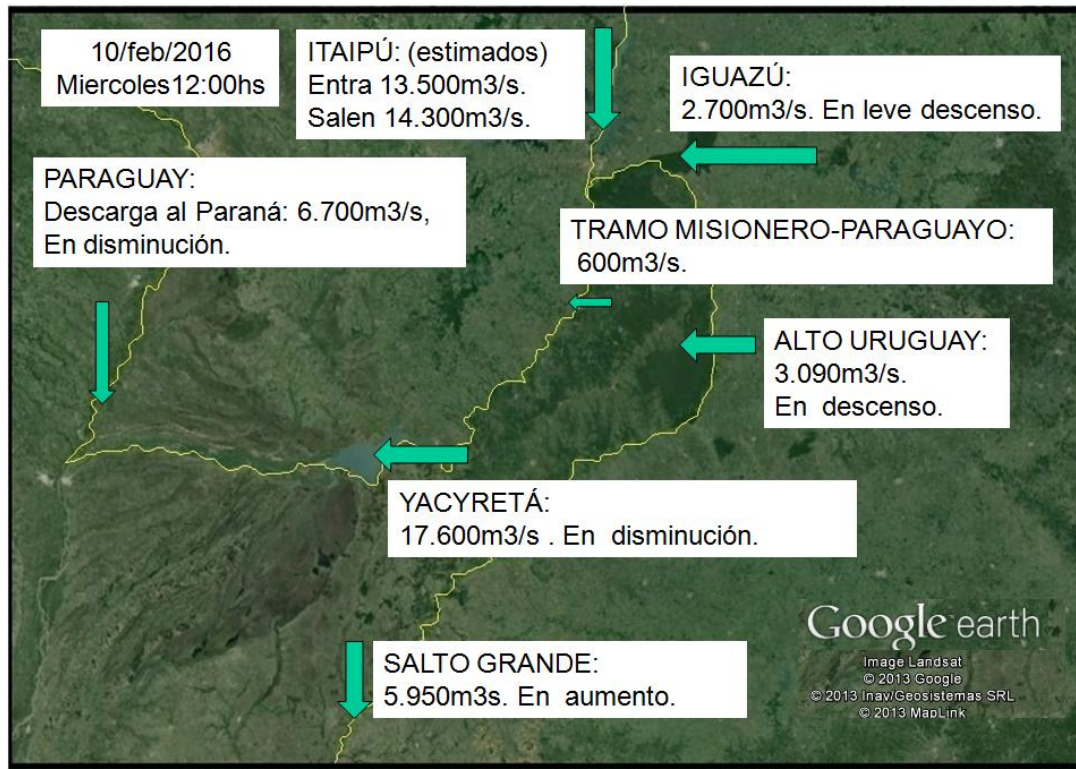 10/feb/2016
Miercoles12:00hs
ITAIPÚ: (estimados)
Entra 13.500m3/s.
Salen 14.300m3/s.
IGUAZÚ:
2.700m3/s. En leve descenso.
PARAGUAY:
Descarga al Paraná: 6.700m3/s,
En disminución.
TRAMO MISIONERO-PARAGUAYO:
600m3/s.
ALTO URUGUAY:
3.090m3/s.
En descenso.
YACYRETÁ:
17.600m3/s . En disminución.
SALTO GRANDE:
5.950m3s. En aumento.
Google earth
Image Landsat
© 2013 Google
© 2013 Inav/Geosistemas SRL
© 2013 MapLink